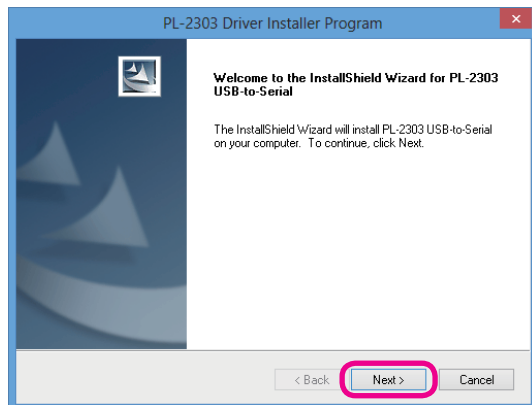 PL-2303 Driver Installer Program
Welcome to the InstallShield Wizard for PL-2303
USB-to-Serial
The InstallShield Wizard will install PL-2303 USB-to-Serial
on your computer. To continue, click Next.
< Back
Next >
Cancel